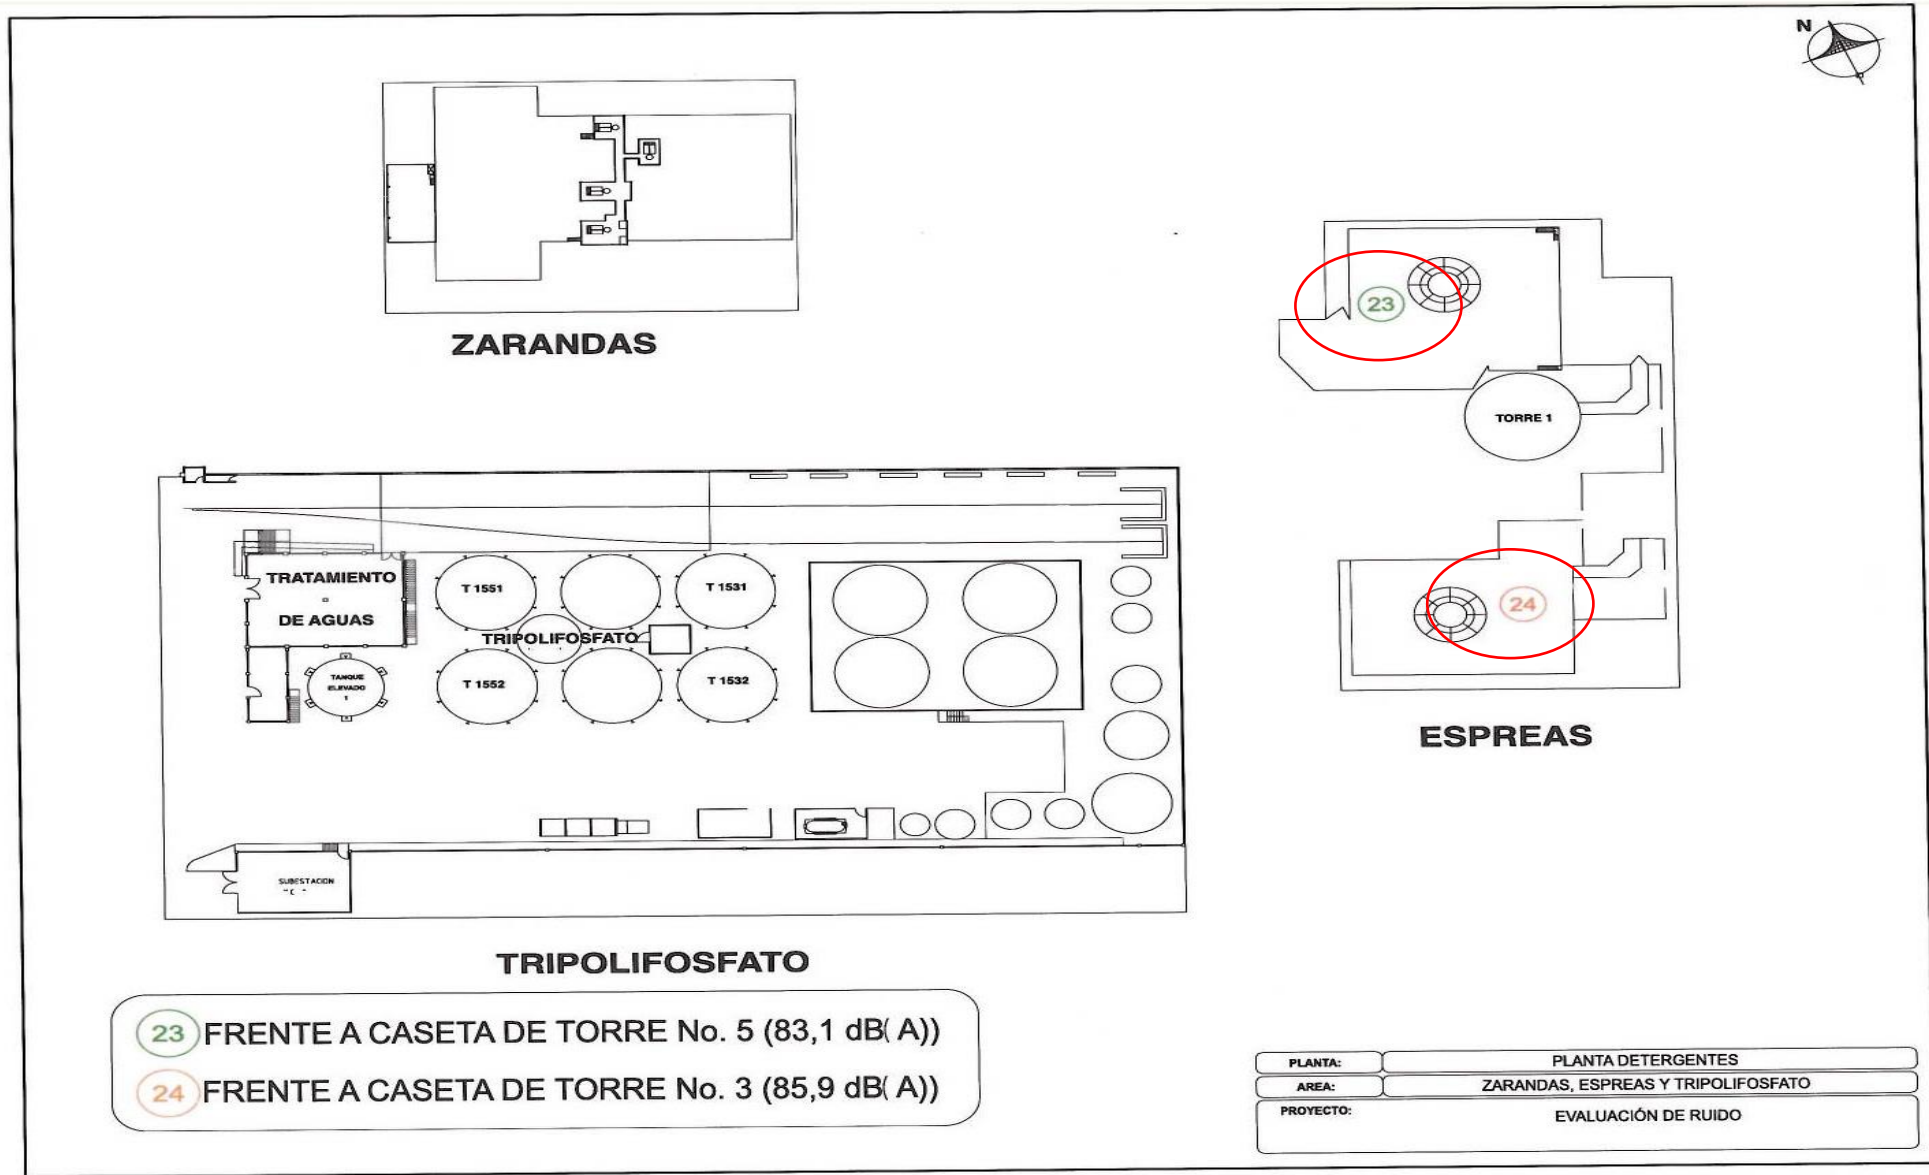 N
ZARANDAS
23
TORRE 1
24
ESPREAS
TRATAMIENTO
DE AGUAS
T 1551
T 1531
TRIPOLIFOSFATO
TANQUE
ELEVADO
1
T 1552
T 1532
SUBESTACION
TRIPOLIFOSFATO
23 FRENTE A CASETA DE TORRE No. 5 (83,1 dB( A))
24 FRENTE A CASETA DE TORRE No. 3 (85,9 dB( A))
PLANTA: PLANTA DETERGENTES
AREA: ZARANDAS, ESPREAS Y TRIPOLIFOSFATO
PROYECTO: EVALUACIÓN DE RUIDO